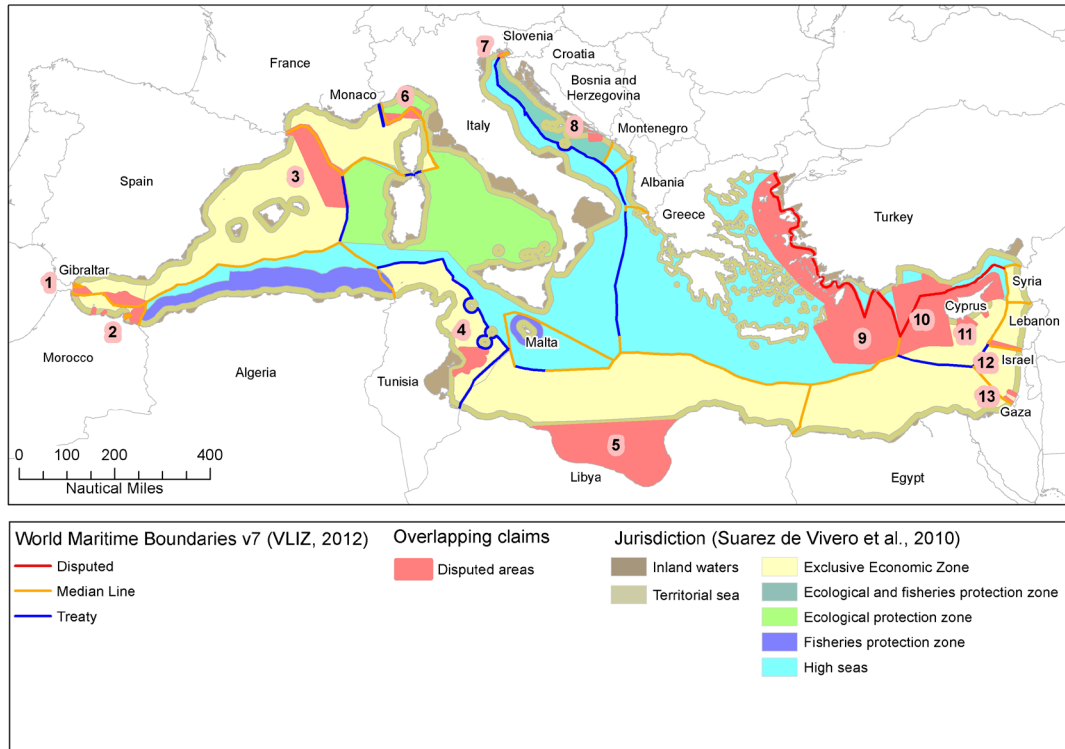 Slovenia
7
Croatia
France
Bosnia and
Herzegovina
Monaco
6
Italy
8
Montenegro
Spain
3
Albania
Greece
Turkey
Gibraltar
1
Syria
Cyprus
2
10
Lebanon
4
9
11
Malta
Morocco
12
Israel
Algeria
Tunisia
13
Gaza
5
0 100 200 400
Nautical Miles
Libya
Egypt
World Maritime Boundaries v7 (VLIZ, 2012)
Disputed
Median Line
Treaty
Overlapping claims
Disputed areas
Jurisdiction (Suarez de Vivero et al., 2010)
Inland waters
Territorial sea
Exclusive Economic Zone
Ecological and fisheries protection zone
Ecological protection zone
Fisheries protection zone
High seas